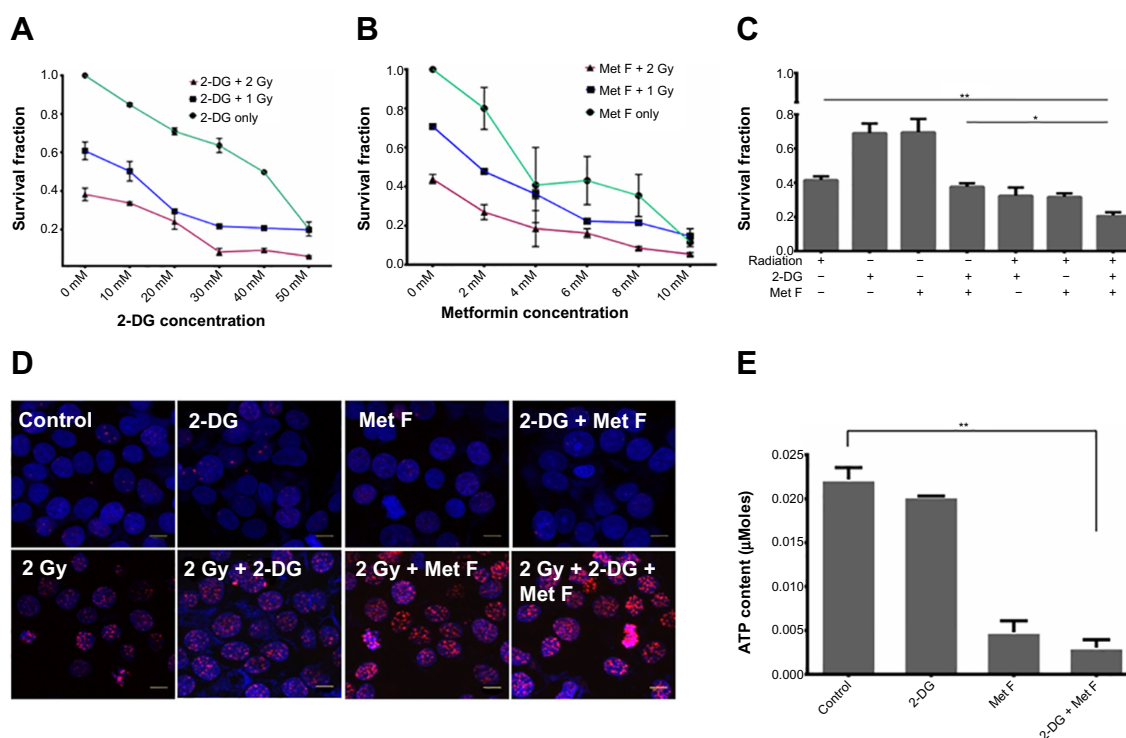 A
Survival fraction
1.0
0.8
0.6
0.4
0.2
2-DG + 2 Gy
2-DG + 1 Gy
2-DG only
0 mM
10 mM
20 mM
30 mM
40 mM
50 mM
2-DG concentration
B
Survival fraction
1.0
0.8
0.6
0.4
0.2
0.0
Met F + 2 Gy
Met F + 1 Gy
Met F only
0 mM
2 mM
4 mM
6 mM
8 mM
10 mM
Metformin concentration
C
Survival fraction
1.0
0.8
0.6
0.4
0.2
0.0
**
*
Radiation + − − − + + +
2-DG − + − + + − +
Met F − − + + − + +
D
Control
2-DG
Met F
2-DG + Met F
2 Gy
2 Gy + 2-DG
2 Gy + Met F
2 Gy + 2-DG +
Met F
E
**
ATP content (μMoles)
0.025
0.020
0.015
0.010
0.005
0.000
Control
2-DG
Met F
2-DG + Met F